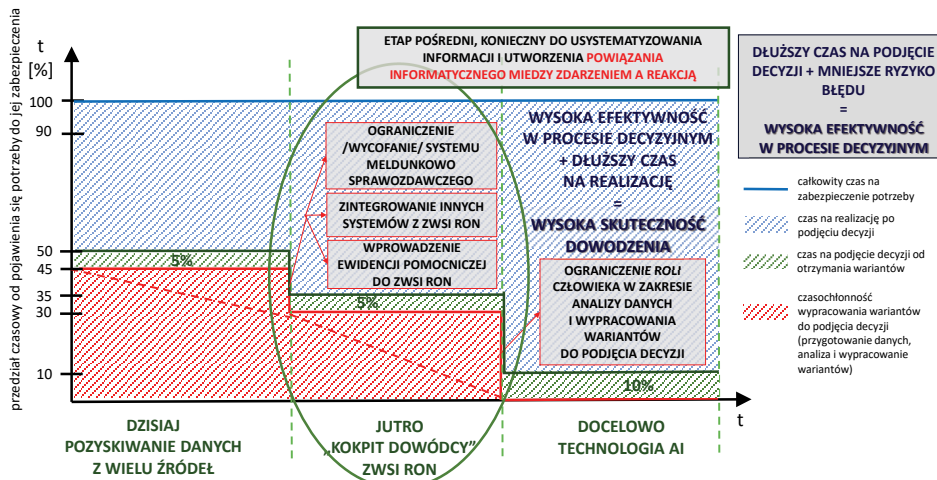 przedział czasowy od pojawienia się potrzeby do jej zabezpieczenia
t
[%]
100
90
50
45
35
30
10
ETAP POŚREDNI, KONIECZNY DO USYSTEMATYZOWANIA
INFORMACJI I UTWORZENIA POWIĄZANIA
INFORMATYCZNEGO MIEDZY ZDARZENIEM A REAKCJĄ
DŁUŻSZY CZAS NA PODJĘCIE
DECYZJI + MNIEJSZE RYZYKO
BŁĘDU
=
WYSOKA EFEKTYWNOŚĆ
W PROCESIE DECYZYJNYM
OGRANICZENIE
/WYCOFANIE/ SYSTEMU
MELDUNKOWO
SPRAWOZDAWCZEGO
ZINTEGROWANIE INNYCH
SYSTEMÓW Z ZWSI RON
WPROWADZENIE
EWIDENCJI POMOCNICZEJ
DO ZWSI RON
WYSOKA EFEKTYWNOŚĆ
W PROCESIE DECYZYJNYM
+ DŁUŻSZY CZAS
NA REALIZACJĘ
=
WYSOKA SKUTECZNOŚĆ
DOWODZENIA
OGRANICZENIE ROLI
CZŁOWIEKA W ZAKRESIE
ANALIZY DANYCH
I WYPRACOWANIA
WARIANTÓW
DO PODJĘCIA DECYZJI
5%
5%
10%
całkowity czas na
zabezpieczenie potrzeby
czas na realizację po
podjęciu decyzji
czas na podjęcie decyzji od
otrzymania wariantów
czasochłonność
wypracowania wariantów
do podjęcia decyzji
(przygotowanie danych,
analiza i wypracowanie
wariantów)
t
DZISIAJ
POZYSKIWANIE DANYCH
Z WIELU ŹRÓDEŁ
JUTRO
„KOKPIT DOWÓDCY”
ZWSI RON
DOCELOWO
TECHNOLOGIA AI